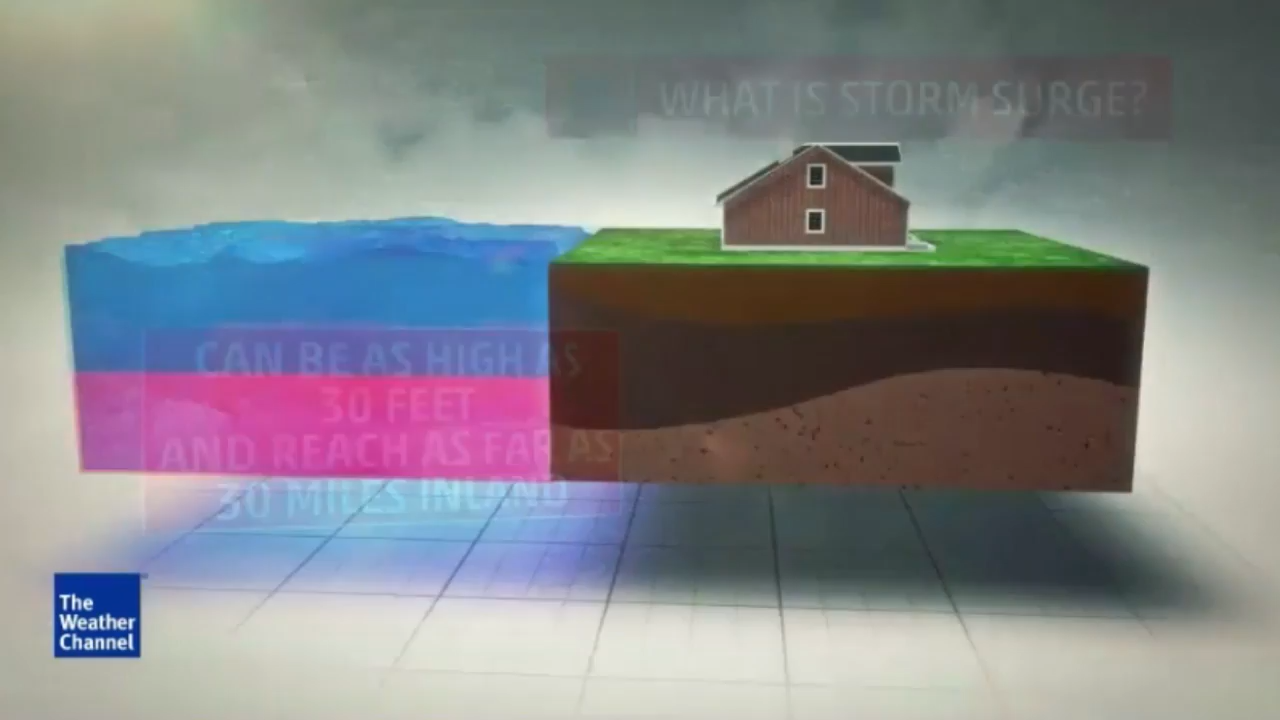 WHAT IS STORM SURGE?
CAN BE AS HIGH AS
30 FEET
AND REACH AS FAR AS
30 MILES INLAND
The
Weather
Channel